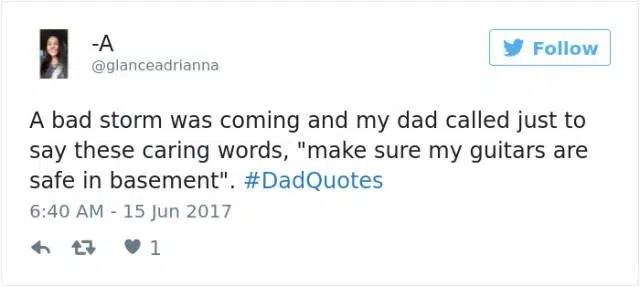 -A
@glanceadrianna
Follow
A bad storm was coming and my dad called just to
say these caring words, "make sure my guitars are
safe in basement". #DadQuotes
6:40 AM - 15 Jun 2017
1